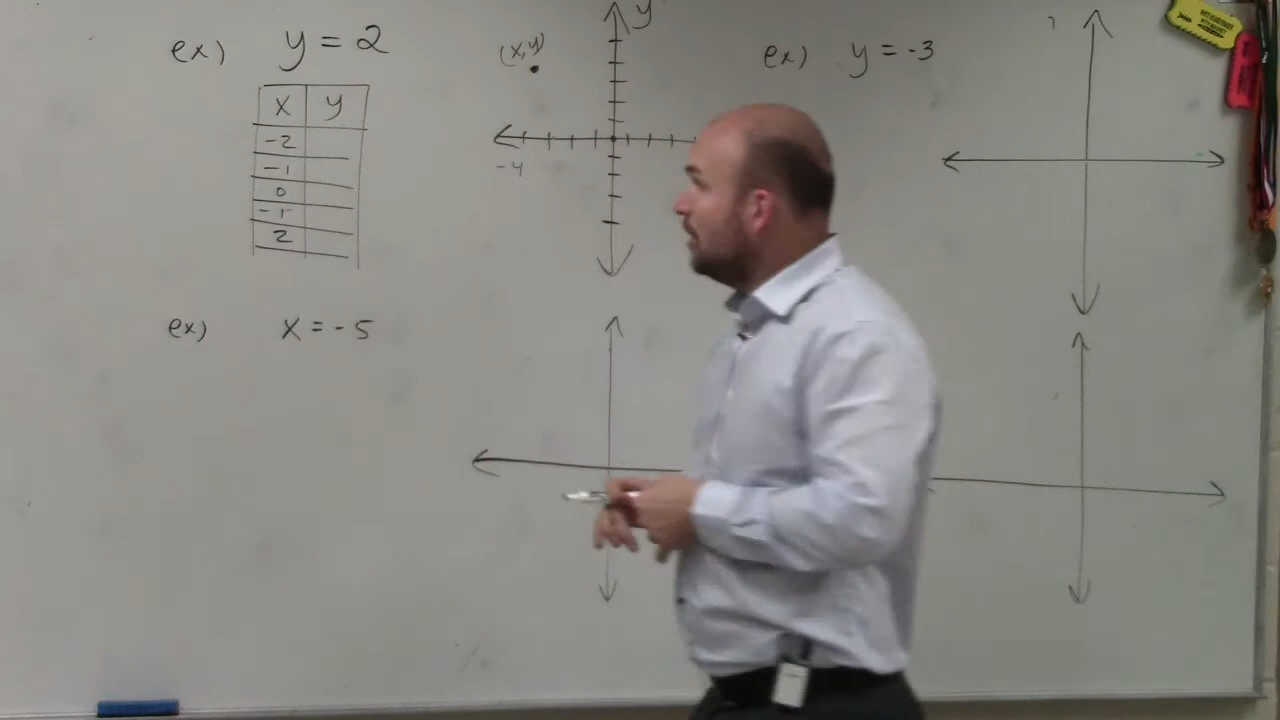 ex) y = 2
x y
-2
-1
0
-1
2
(x,y)
y
-4
ex) y = -3
ex) x = -5